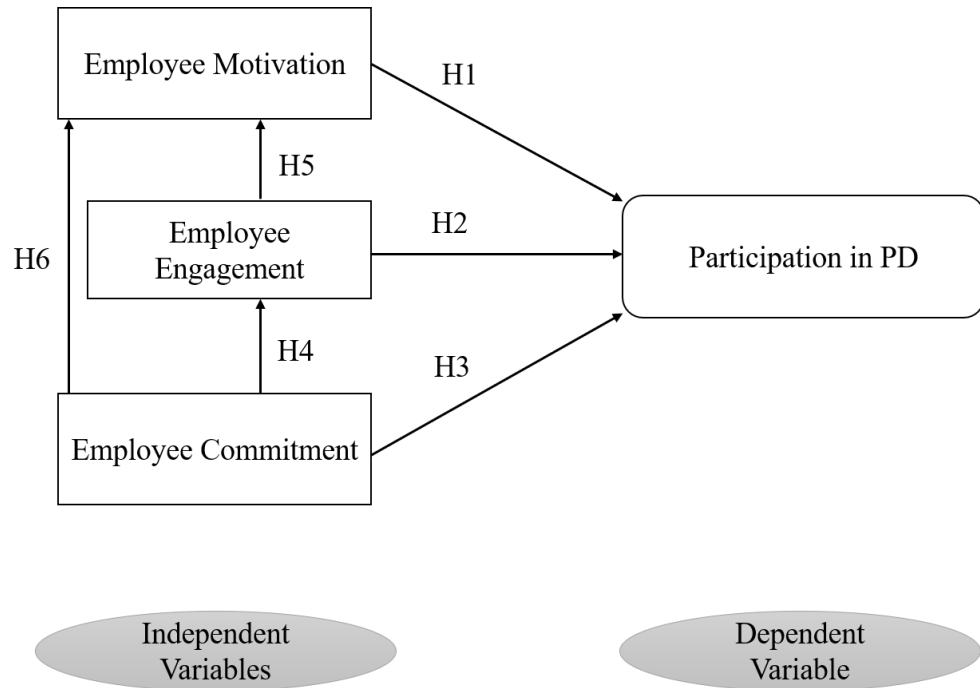 Employee Motivation
H1
H5
Employee
Engagement
H2
Participation in PD
H6
H4
H3
Employee Commitment
Independent
Variables
Dependent
Variable